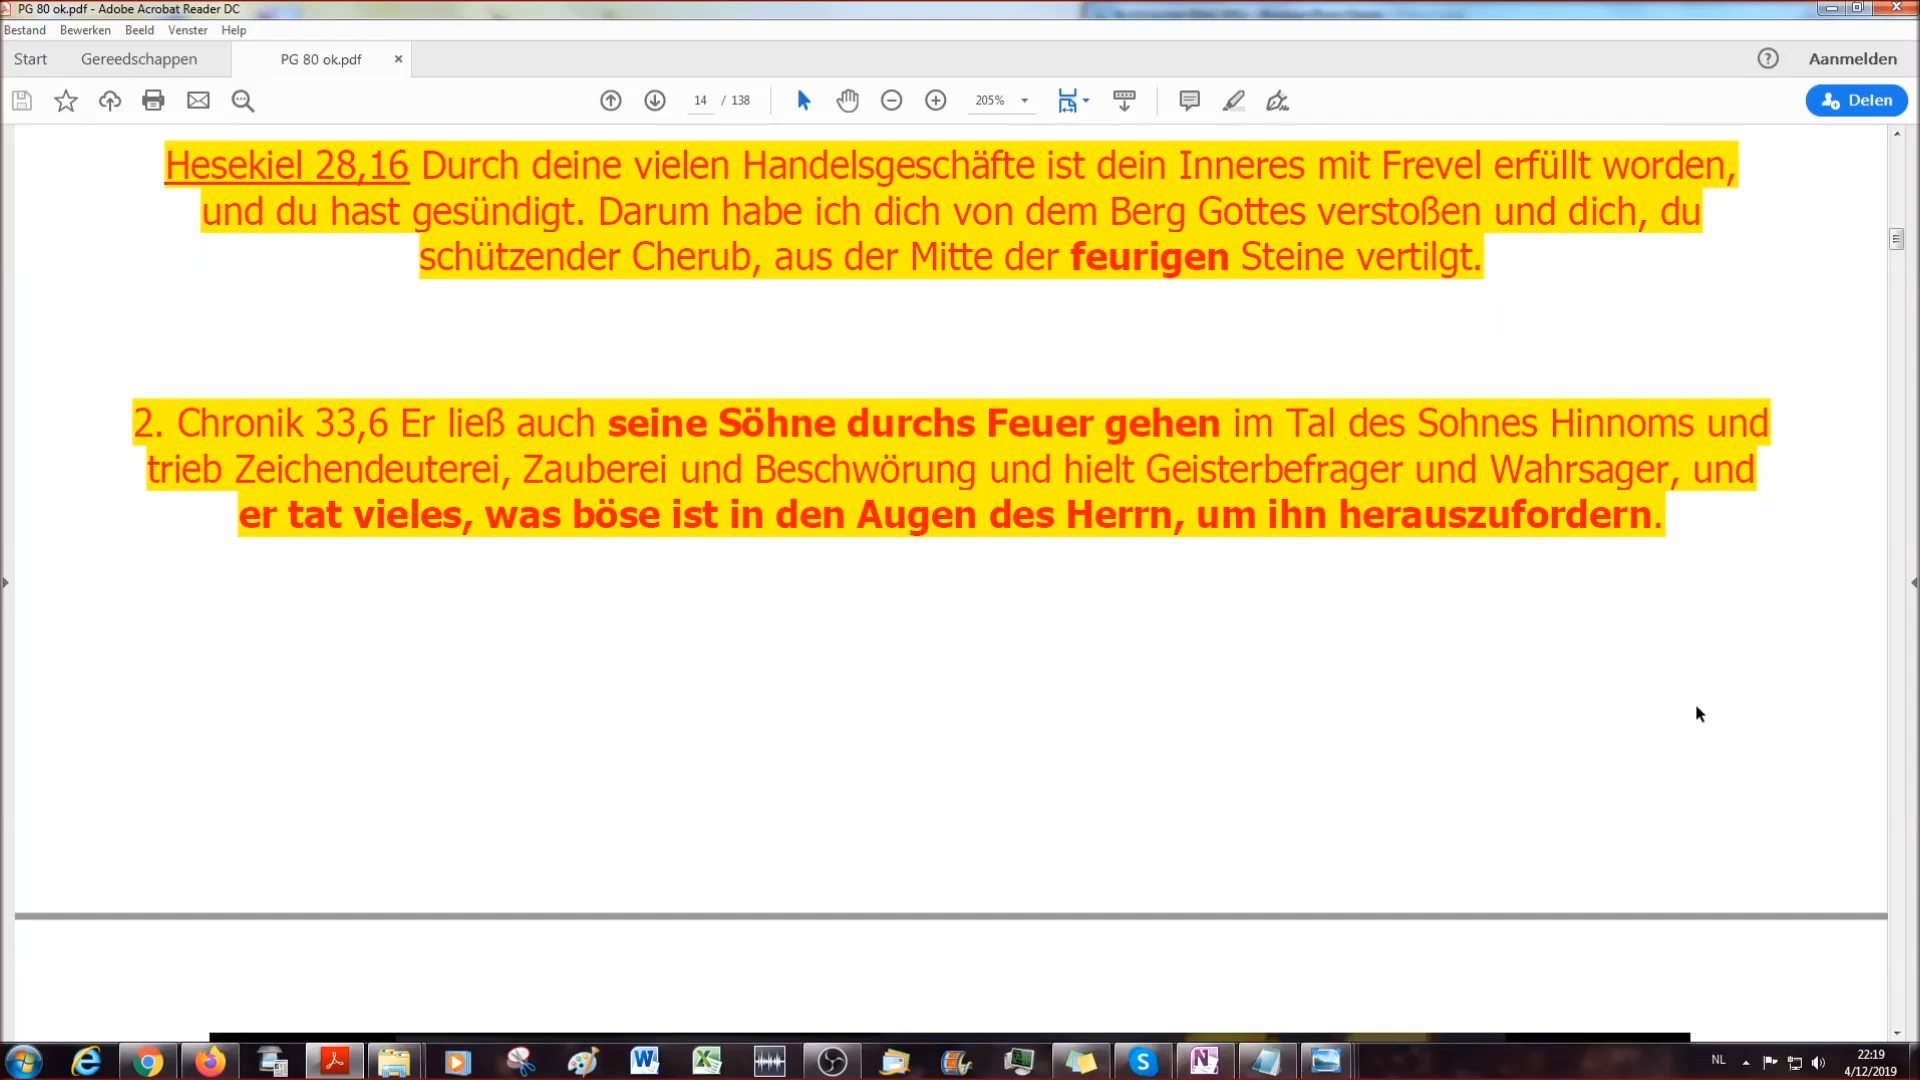 PG 80 ok.pdf - Adobe Acrobat Reader DC
Bestand Bewerken Beeld Venster Help
Start Gereedschappen PG 80 ok.pdf Aanmelden
14 / 138 205% Delen
Hesekiel 28,16 Durch deine vielen Handelsgeschäfte ist dein Inneres mit Frevel erfüllt worden,
und du hast gesündigt. Darum habe ich dich von dem Berg Gottes verstoßen und dich, du
schützender Cherub, aus der Mitte der feurigen Steine vertilgt.
2. Chronik 33,6 Er ließ auch seine Söhne durchs Feuer gehen im Tal des Sohnes Hinnoms und
trieb Zeichendeuterei, Zauberei und Beschwörung und hielt Geisterbefrager und Wahrsager, und
er tat vieles, was böse ist in den Augen des Herrn, um ihn herauszufordern.
NL 22:19
4/12/2019